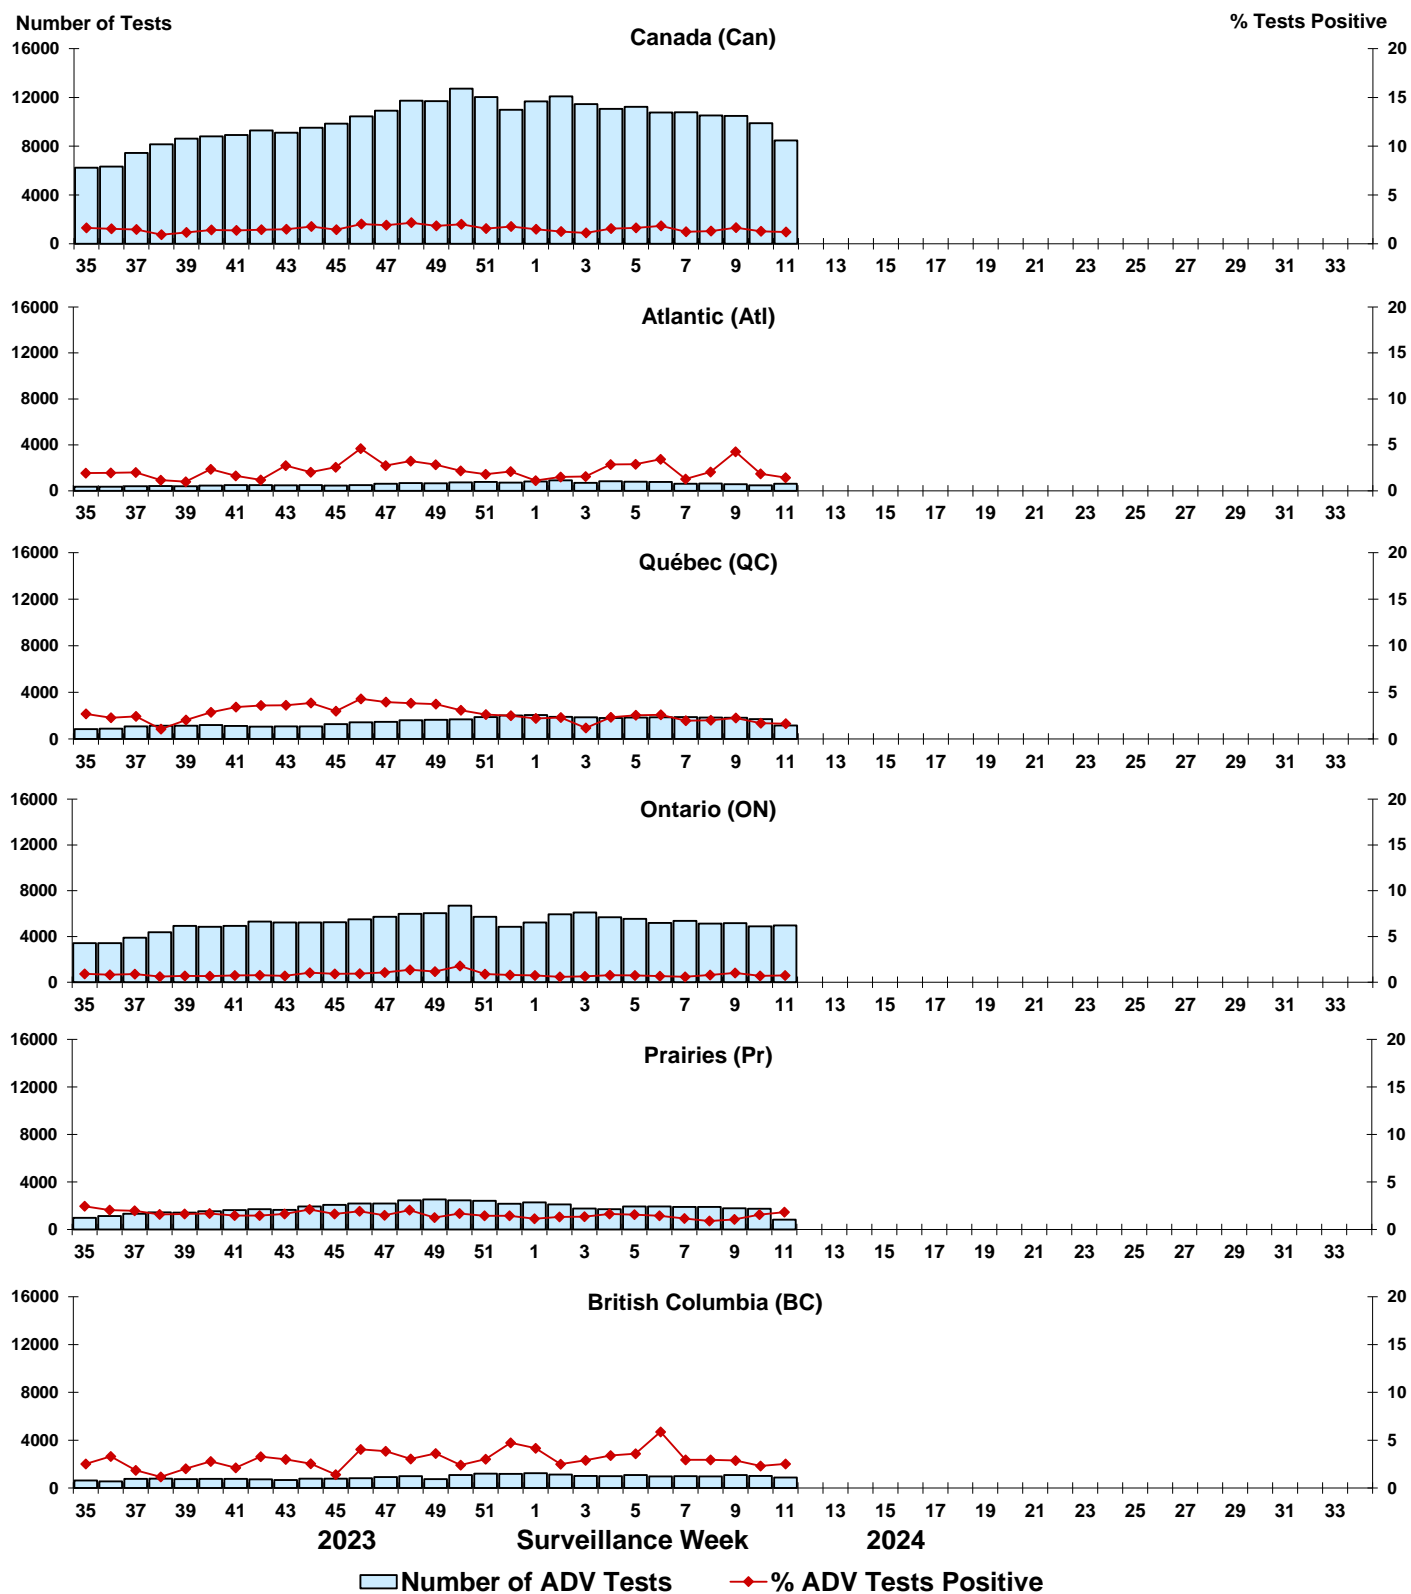 Number of Tests
% Tests Positive
Canada (Can)
16000 20
12000 15
8000 10
4000 5
0 0
35 37 39 41 43 45 47 49 51 1 3 5 7 9 11 13 15 17 19 21 23 25 27 29 31 33
Atlantic (Atl)
16000 20
12000 15
8000 10
4000 5
0 0
35 37 39 41 43 45 47 49 51 1 3 5 7 9 11 13 15 17 19 21 23 25 27 29 31 33
Québec (QC)
16000 20
12000 15
8000 10
4000 5
0 0
35 37 39 41 43 45 47 49 51 1 3 5 7 9 11 13 15 17 19 21 23 25 27 29 31 33
Ontario (ON)
16000 20
12000 15
8000 10
4000 5
0 0
35 37 39 41 43 45 47 49 51 1 3 5 7 9 11 13 15 17 19 21 23 25 27 29 31 33
Prairies (Pr)
16000 20
12000 15
8000 10
4000 5
0 0
35 37 39 41 43 45 47 49 51 1 3 5 7 9 11 13 15 17 19 21 23 25 27 29 31 33
British Columbia (BC)
16000 20
12000 15
8000 10
4000 5
0 0
35 37 39 41 43 45 47 49 51 1 3 5 7 9 11 13 15 17 19 21 23 25 27 29 31 33
2023 Surveillance Week 2024
Number of ADV Tests % ADV Tests Positive